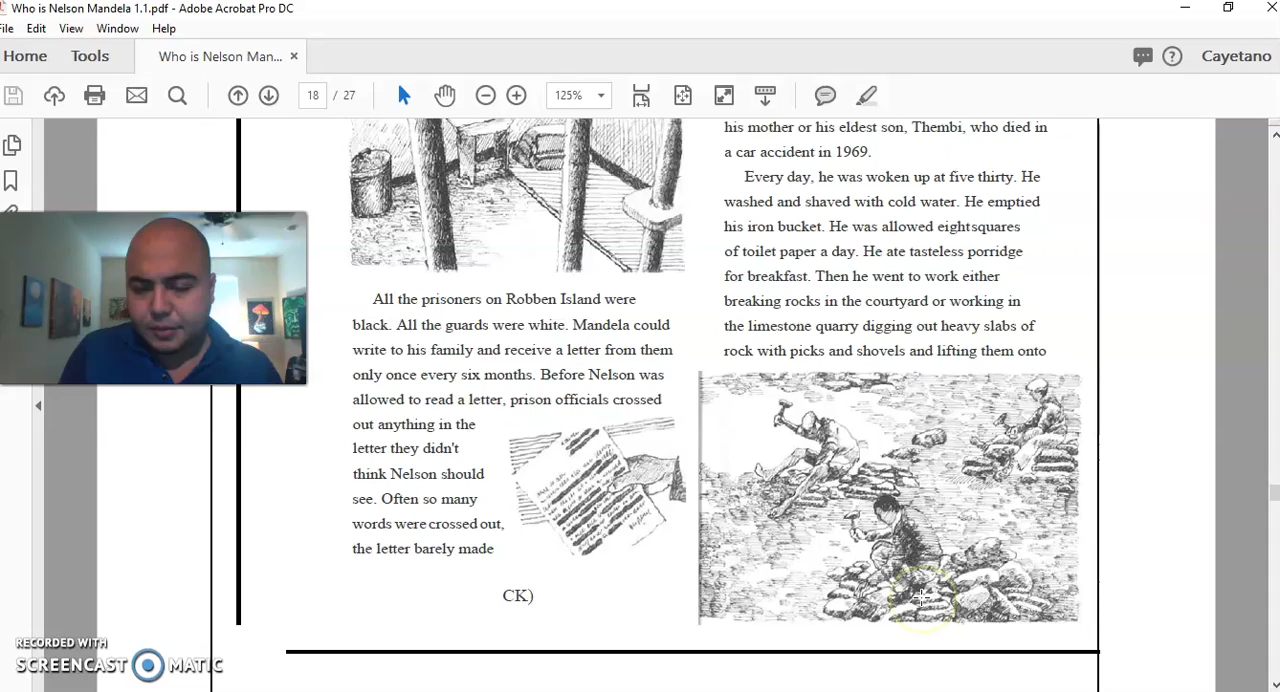 Who is Nelson Mandela 1.1.pdf - Adobe Acrobat Pro DC
File Edit View Window Help
Home Tools Who is Nelson Man... × Cayetano
18 / 27 125%
All the prisoners on Robben Island were
black. All the guards were white. Mandela could
write to his family and receive a letter from them
only once every six months. Before Nelson was
allowed to read a letter, prison officials crossed
out anything in the
letter they didn't
think Nelson should
see. Often so many
words were crossed out,
the letter barely made
CK)
his mother or his eldest son, Thembi, who died in
a car accident in 1969.
Every day, he was woken up at five thirty. He
washed and shaved with cold water. He emptied
his iron bucket. He was allowed eight squares
of toilet paper a day. He ate tasteless porridge
for breakfast. Then he went to work either
breaking rocks in the courtyard or working in
the limestone quarry digging out heavy slabs of
rock with picks and shovels and lifting them onto
RECORDED WITH
SCREENCAST MATIC